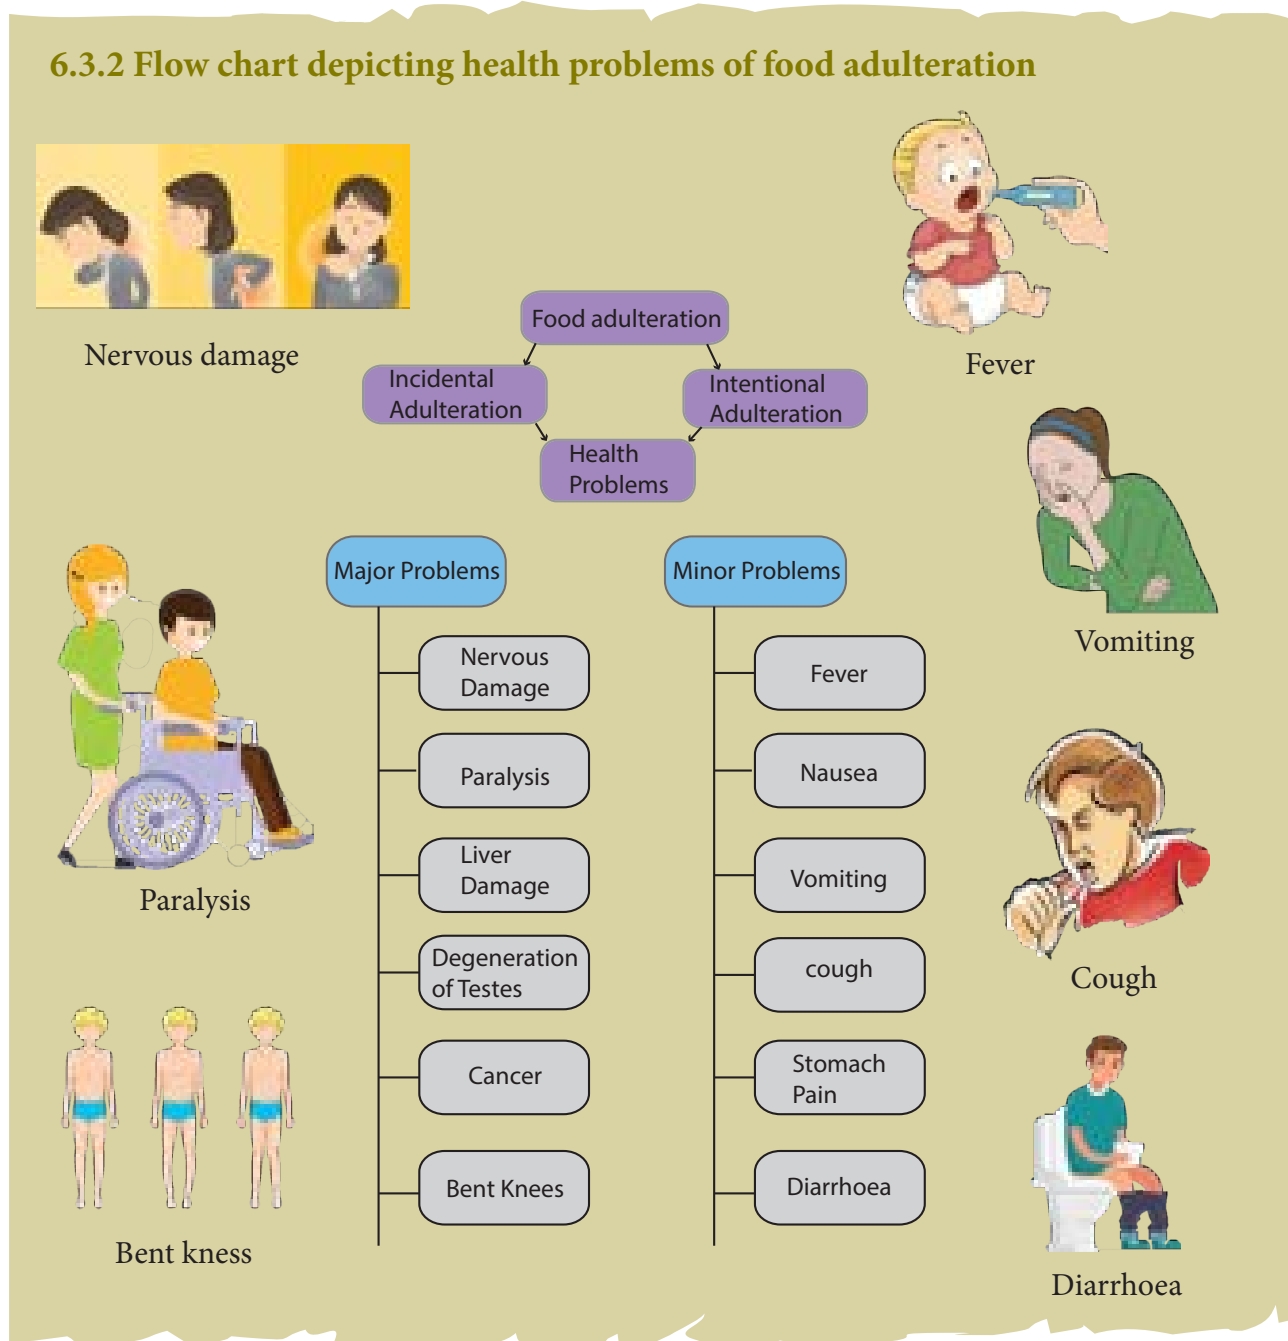 6.3.2 Flow chart depicting health problems of food adulteration
Nervous damage
Fever
Food adulteration
Incidental
Adulteration
Intentional
Adulteration
Health
Problems
Vomiting
Major Problems
Nervous
Damage
Paralysis
Liver
Damage
Degeneration
of Testes
Cancer
Bent Knees
Minor Problems
Fever
Nausea
Vomiting
cough
Stomach
Pain
Diarrhoea
Paralysis
Cough
Bent kness
Diarrhoea